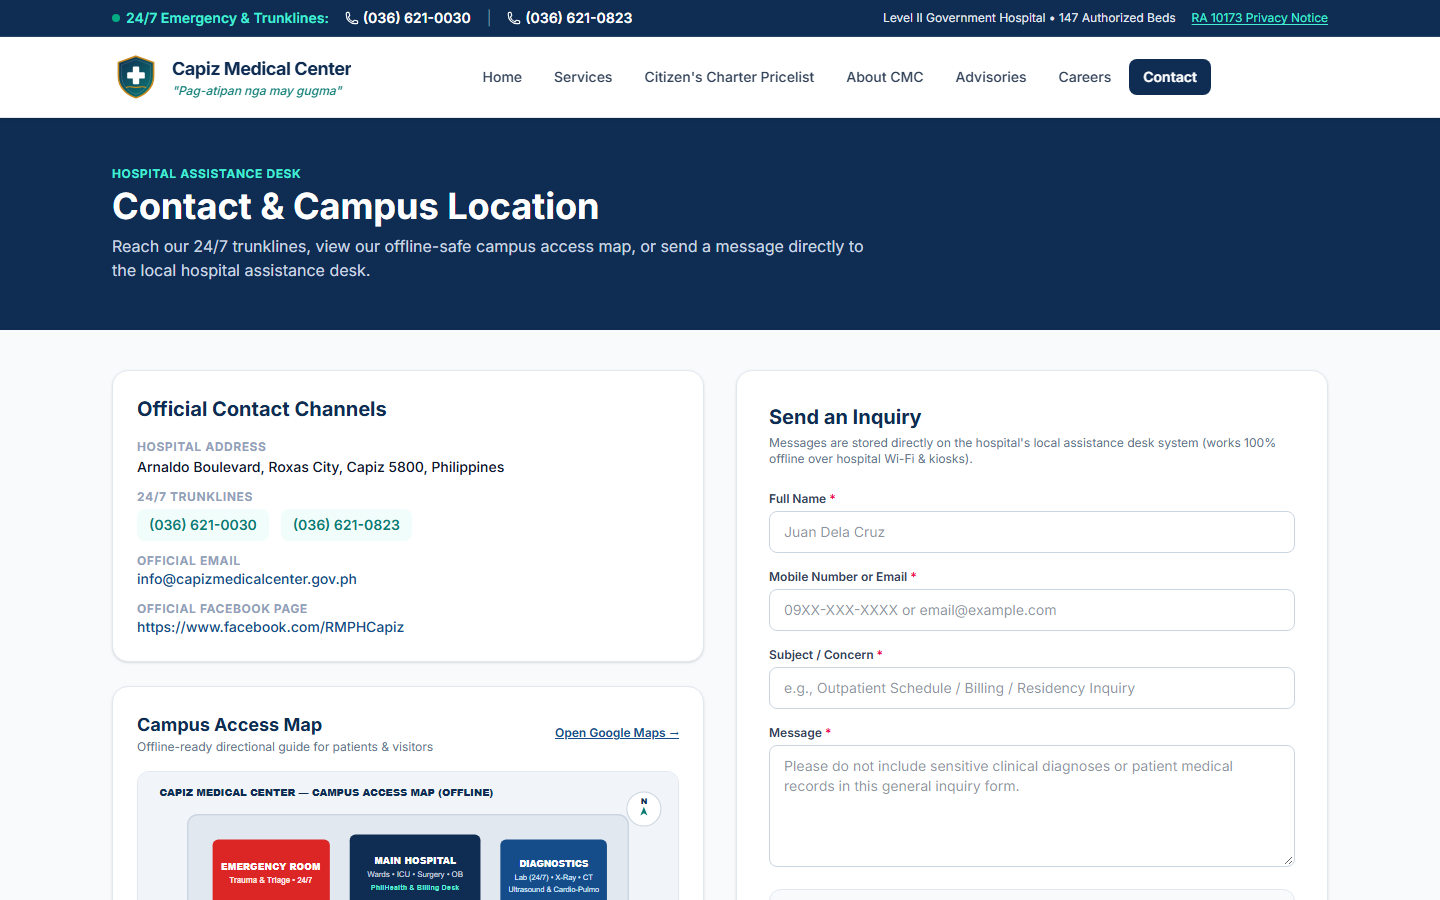 24/7 Emergency & Trunklines: (036) 621-0030 | (036) 621-0823
Level II Government Hospital • 147 Authorized Beds RA 10173 Privacy Notice
Capiz Medical Center
"Pag-atipan nga may gugma"
Home Services Citizen's Charter Pricelist About CMC Advisories Careers Contact
HOSPITAL ASSISTANCE DESK
Contact & Campus Location
Reach our 24/7 trunklines, view our offline-safe campus access map, or send a message directly to
the local hospital assistance desk.
Official Contact Channels
HOSPITAL ADDRESS
Arnaldo Boulevard, Roxas City, Capiz 5800, Philippines
24/7 TRUNKLINES
(036) 621-0030 (036) 621-0823
OFFICIAL EMAIL
info@capizmedicalcenter.gov.ph
OFFICIAL FACEBOOK PAGE
https://www.facebook.com/RMPHCapiz
Campus Access Map
Offline-ready directional guide for patients & visitors
Open Google Maps →
CAPIZ MEDICAL CENTER — CAMPUS ACCESS MAP (OFFLINE)
N
EMERGENCY ROOM
Trauma & Triage • 24/7
MAIN HOSPITAL
Wards • ICU • Surgery • OB
PhilHealth & Billing Desk
DIAGNOSTICS
Lab (24/7) • X-Ray • CT
Ultrasound & Cardio-Pulmo
Send an Inquiry
Messages are stored directly on the hospital's local assistance desk system (works 100%
offline over hospital Wi-Fi & kiosks).
Full Name *
Juan Dela Cruz
Mobile Number or Email *
09XX-XXX-XXXX or email@example.com
Subject / Concern *
e.g., Outpatient Schedule / Billing / Residency Inquiry
Message *
Please do not include sensitive clinical diagnoses or patient medical
records in this general inquiry form.